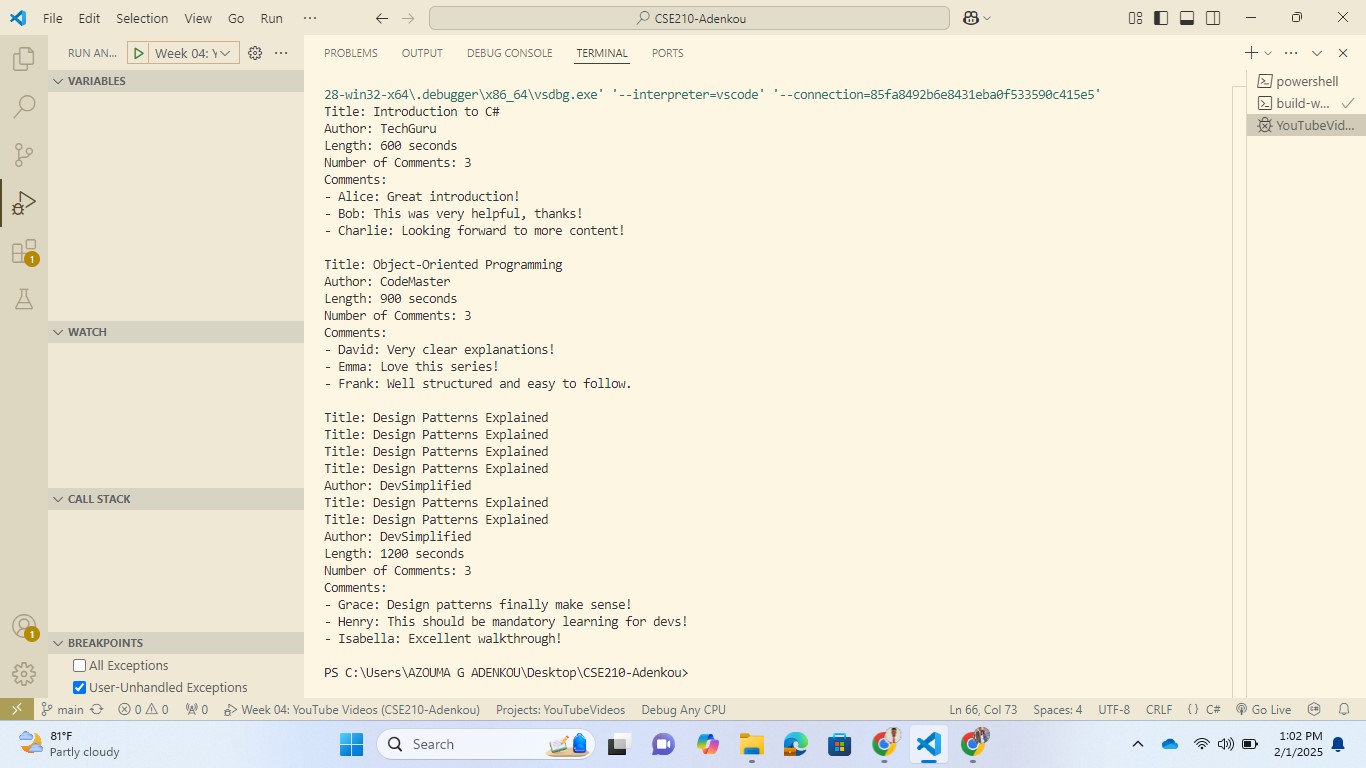 File Edit Selection View Go Run ··· CSE210-Adenkou
RUN AN... Week 04: Y ···
PROBLEMS OUTPUT DEBUG CONSOLE TERMINAL PORTS
VARIABLES
WATCH
CALL STACK
BREAKPOINTS
All Exceptions
User-Unhandled Exceptions
1
1
28-win32-x64\.debugger\x86_64\vsdbg.exe' '--interpreter=vscode' '--connection=85fa8492b6e8431eba0f533590c415e5'
Title: Introduction to C#
Author: TechGuru
Length: 600 seconds
Number of Comments: 3
Comments:
- Alice: Great introduction!
- Bob: This was very helpful, thanks!
- Charlie: Looking forward to more content!
Title: Object-Oriented Programming
Author: CodeMaster
Length: 900 seconds
Number of Comments: 3
Comments:
- David: Very clear explanations!
- Emma: Love this series!
- Frank: Well structured and easy to follow.
Title: Design Patterns Explained
Title: Design Patterns Explained
Title: Design Patterns Explained
Title: Design Patterns Explained
Author: DevSimplified
Title: Design Patterns Explained
Title: Design Patterns Explained
Author: DevSimplified
Length: 1200 seconds
Number of Comments: 3
Comments:
- Grace: Design patterns finally make sense!
- Henry: This should be mandatory learning for devs!
- Isabella: Excellent walkthrough!
PS C:\Users\AZOUMA G ADENKOU\Desktop\CSE210-Adenkou>
powershell
build-w...
YouTubeVid...
main 0 0 0 Week 04: YouTube Videos (CSE210-Adenkou) Projects: YouTubeVideos Debug Any CPU Ln 66, Col 73 Spaces: 4 UTF-8 CRLF {} C# Go Live
81°F
Partly cloudy
Search
1:02 PM
2/1/2025